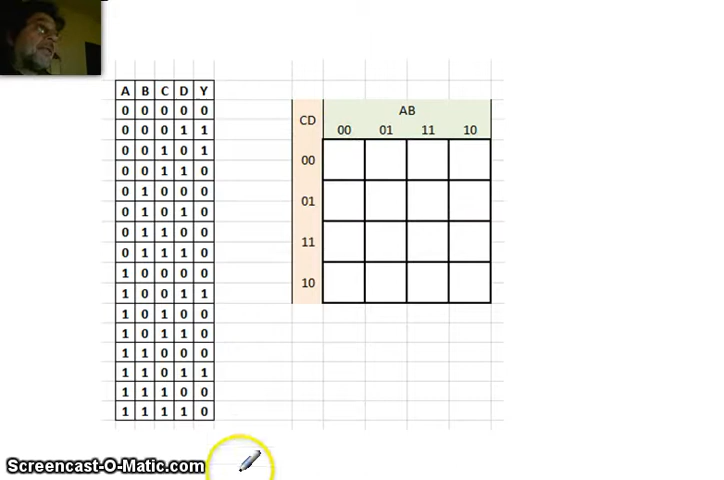 A B C D Y
0 0 0 0 0
0 0 0 1 1
0 0 1 0 1
0 0 1 1 0
0 1 0 0 0
0 1 0 1 0
0 1 1 0 0
0 1 1 1 0
1 0 0 0 0
1 0 0 1 1
1 0 1 0 0
1 0 1 1 0
1 1 0 0 0
1 1 0 1 1
1 1 1 0 0
1 1 1 1 0
AB
CD
00 01 11 10
00
01
11
10
Screencast-O-Matic.com